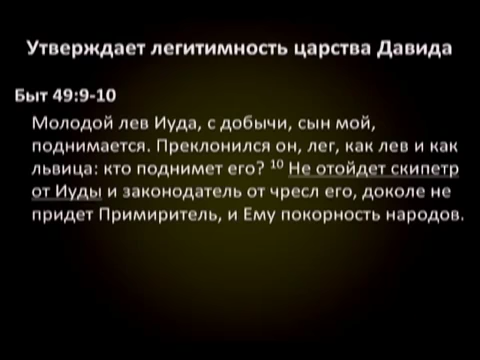 Утверждает легитимность царства Давида
Быт 49:9-10
Молодой лев Иуда, с добычи, сын мой,
поднимается. Преклонился он, лег, как лев и как
львица: кто поднимет его? ¹⁰ Не отойдет скипетр
от Иуды и законодатель от чресл его, доколе не
придет Примиритель, и Ему покорность народов.